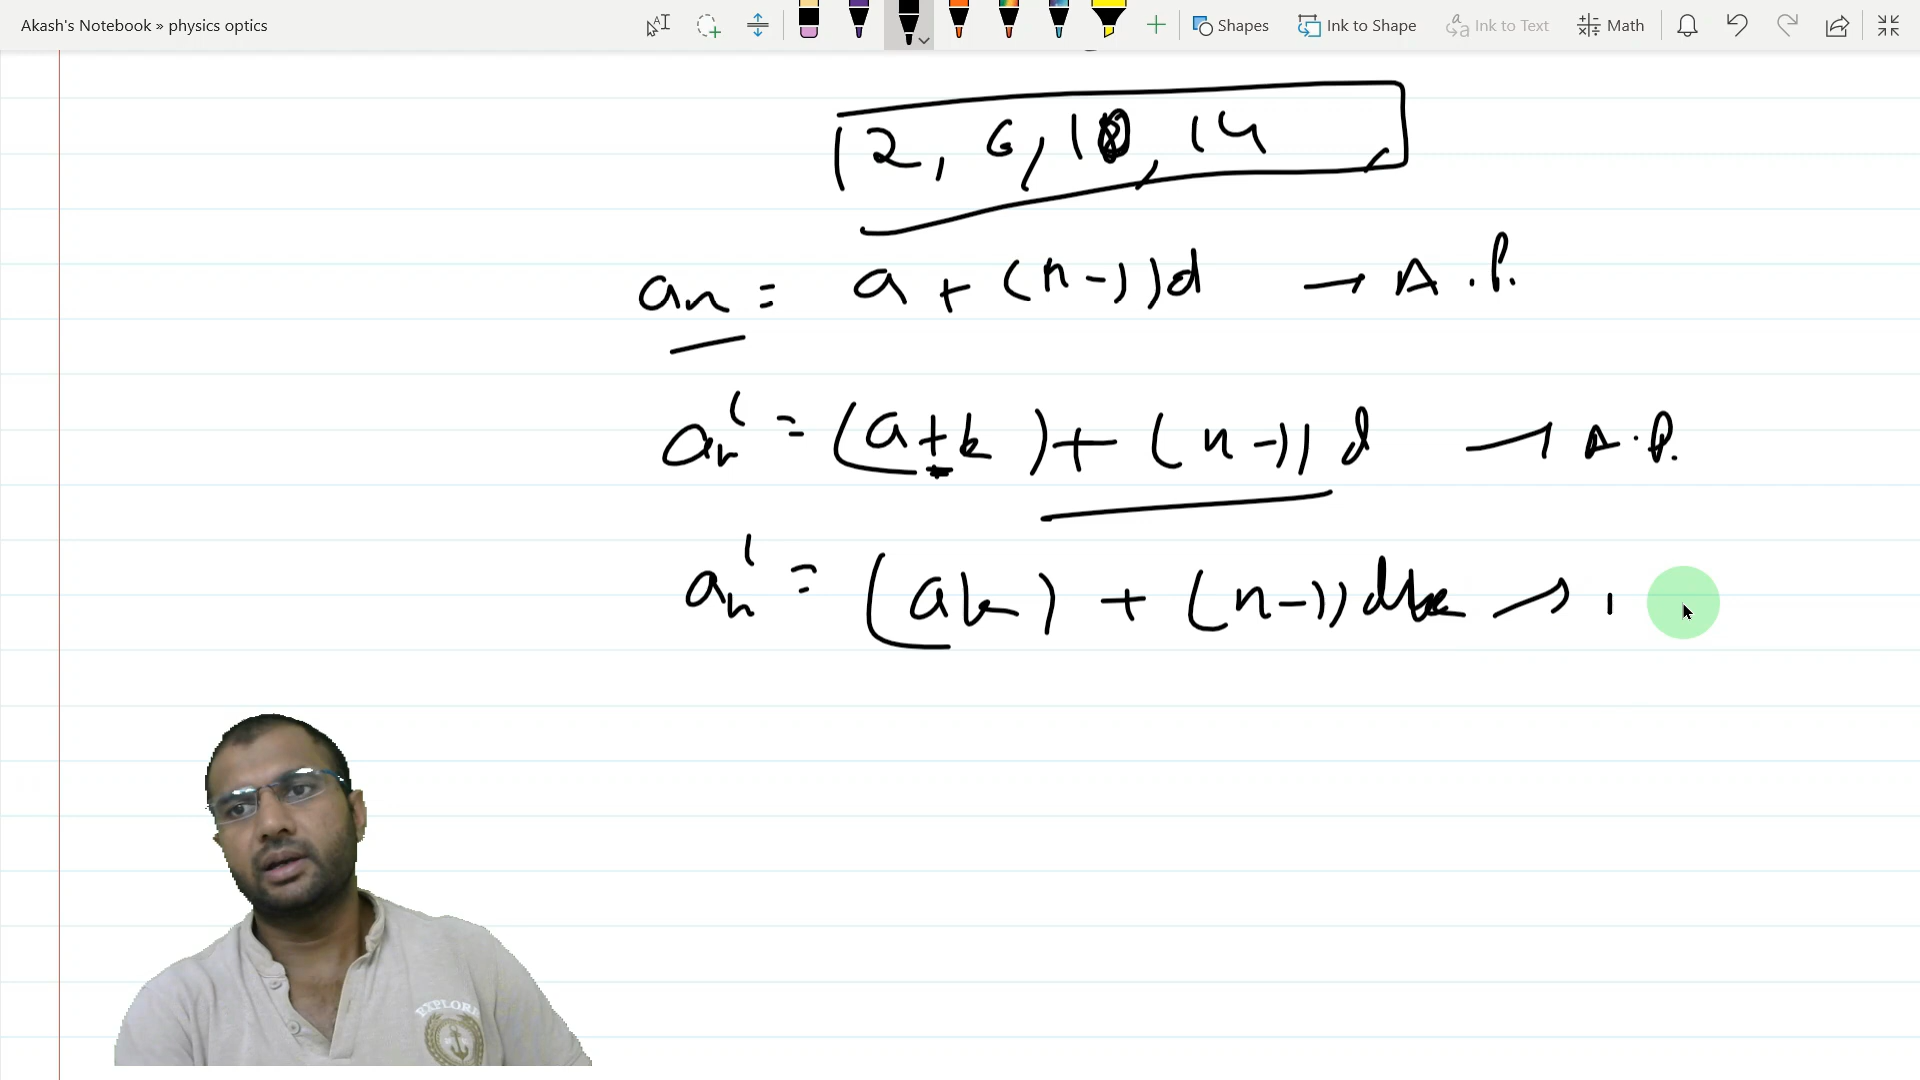 Akash's Notebook » physics optics
Shapes Ink to Shape Ink to Text Math
2, 6, 10, 14
an = a + (n-1)d → A.P.
an' = (a+k) + (n-1)d → A.P.
an' = (ak) + (n-1)dk →
EXPLORE